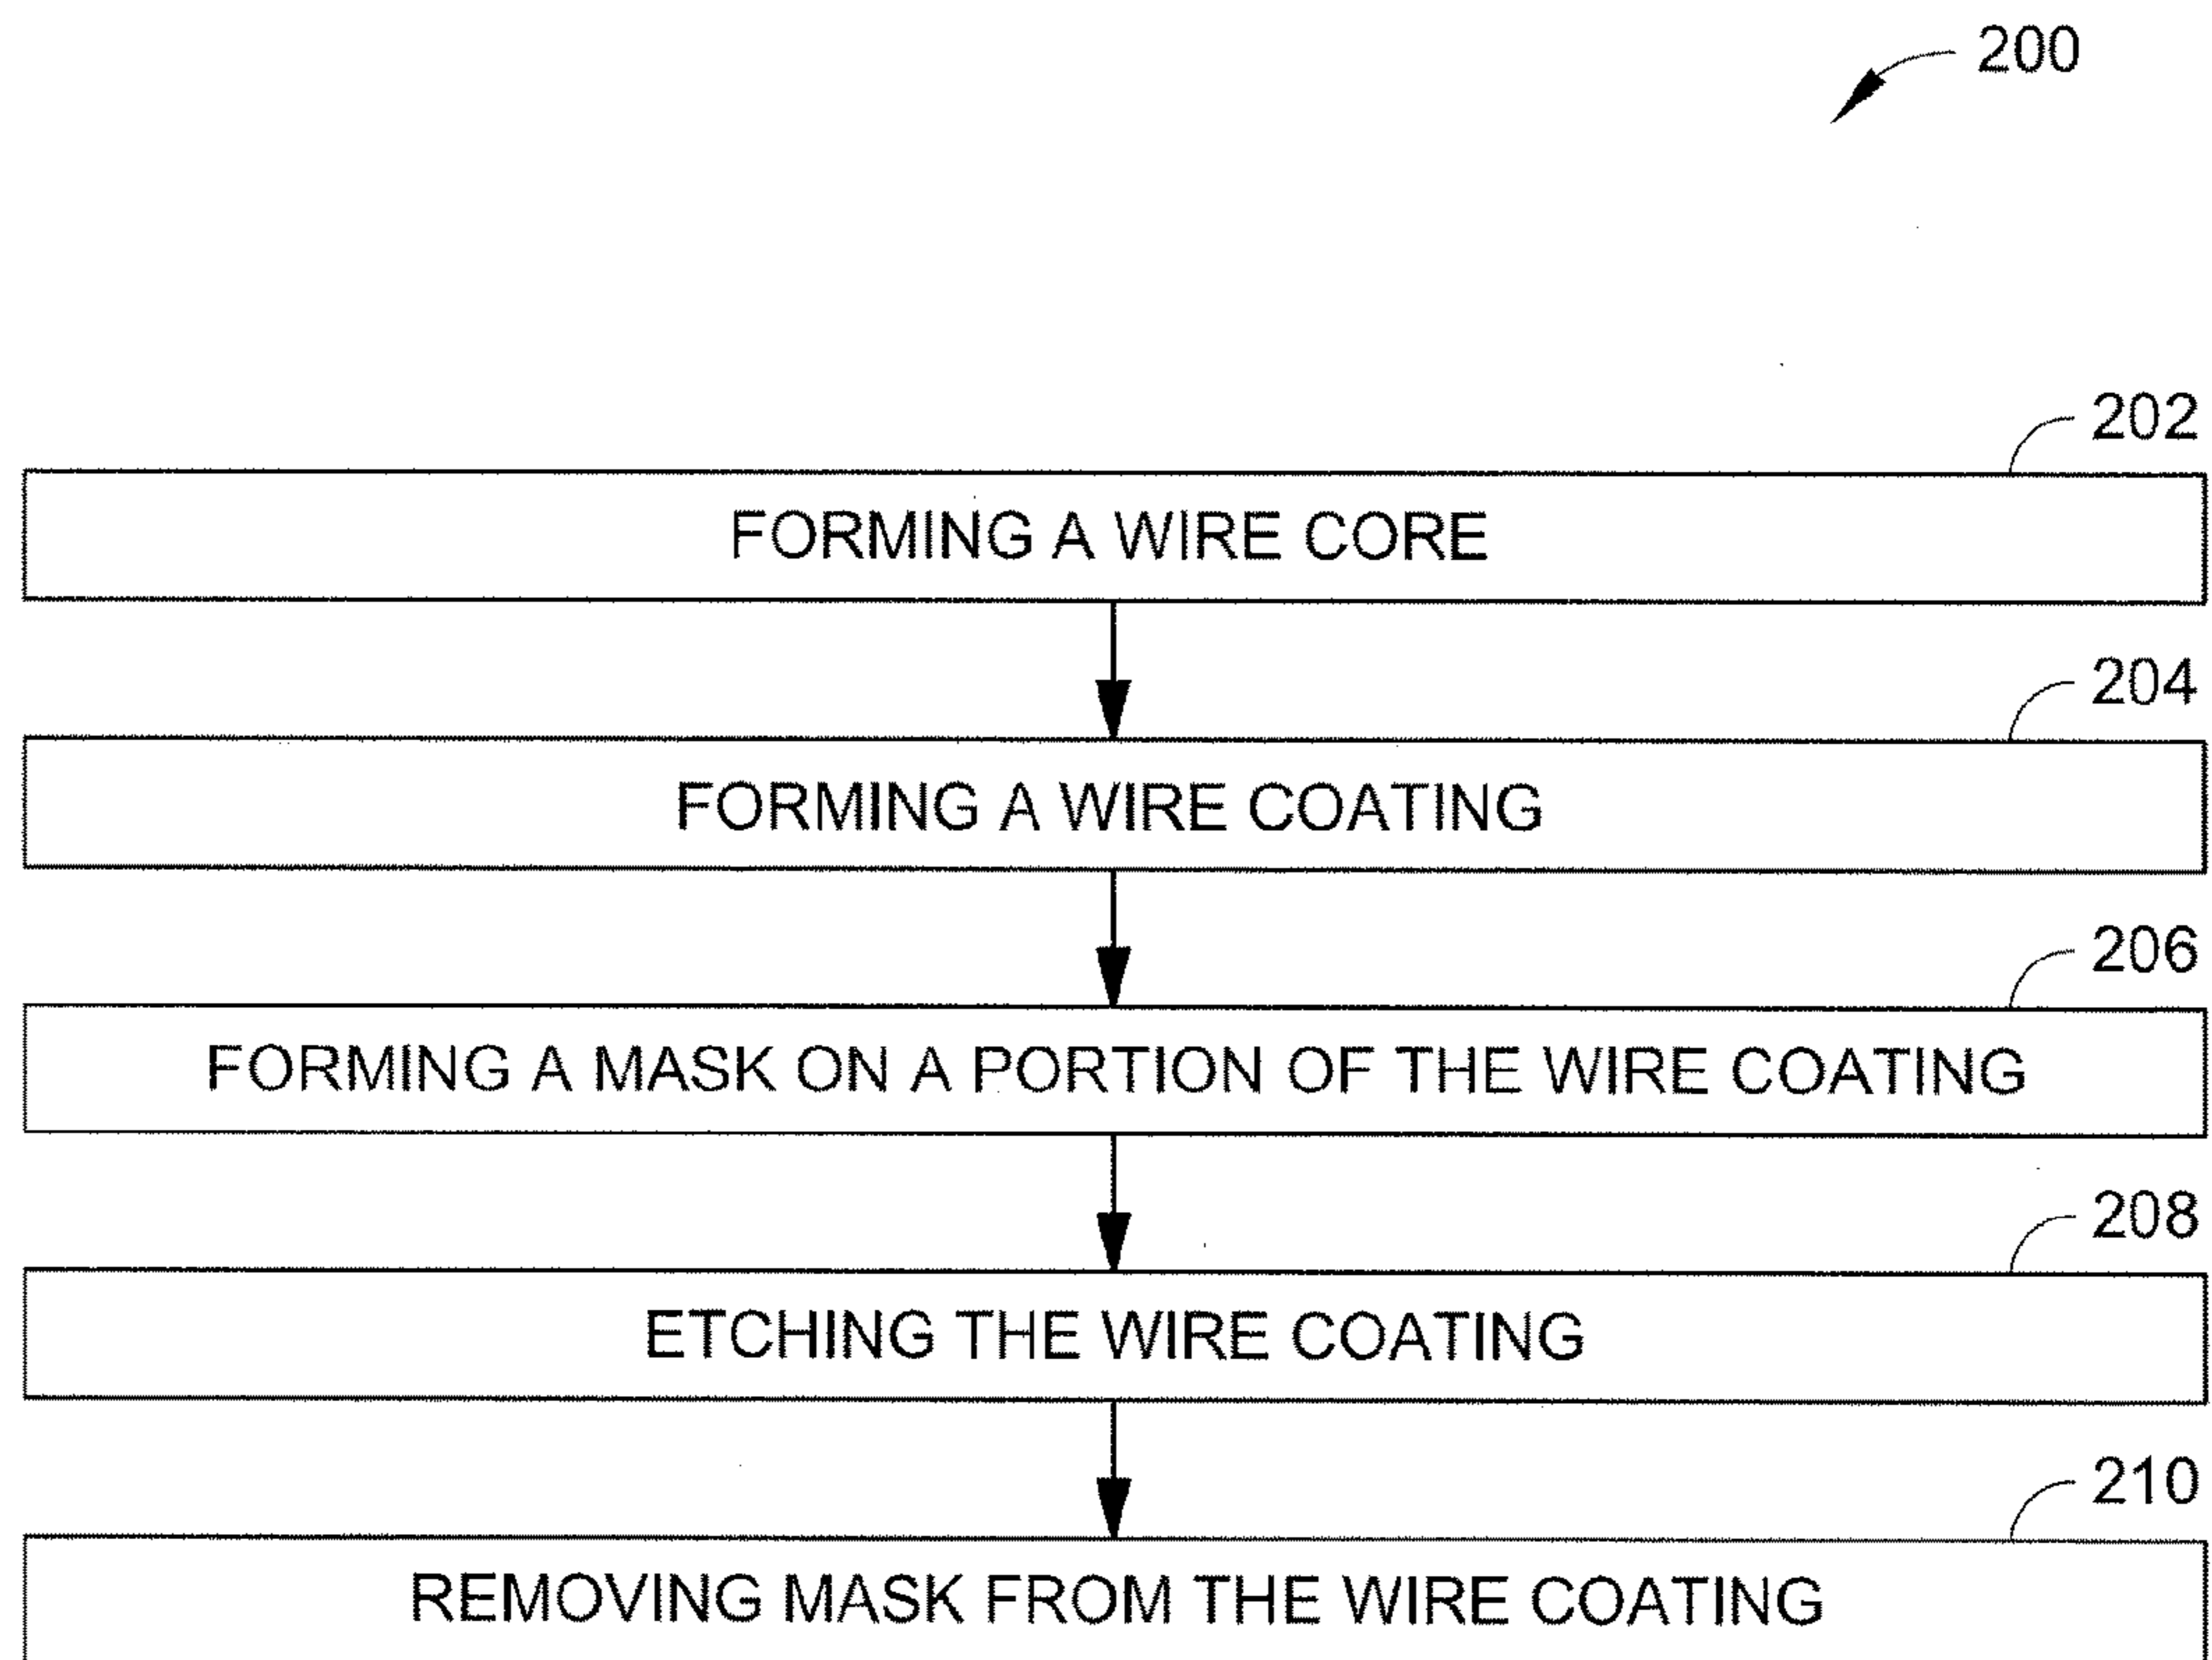 200
202
FORMING A WIRE CORE
204
FORMING A WIRE COATING
206
FORMING A MASK ON A PORTION OF THE WIRE COATING
208
ETCHING THE WIRE COATING
210
REMOVING MASK FROM THE WIRE COATING